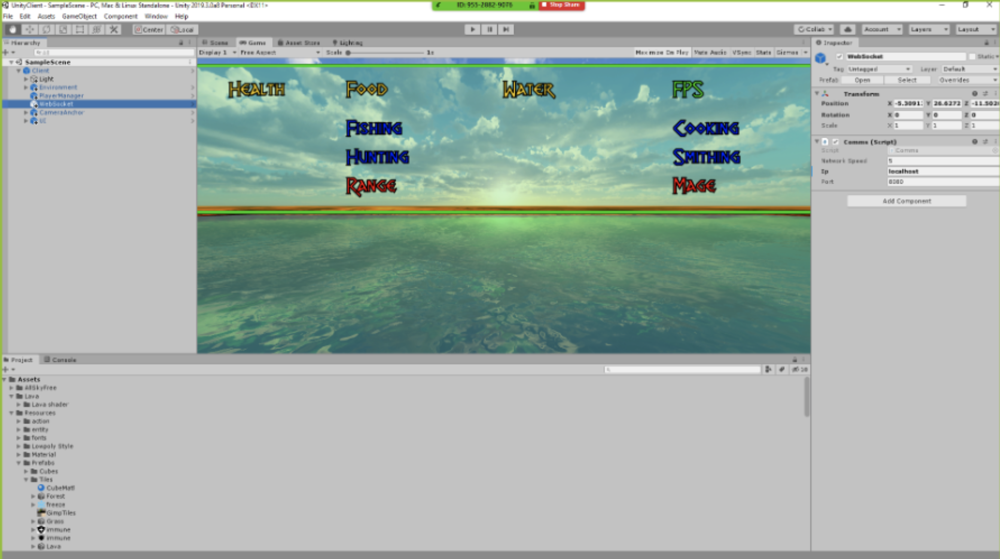 UnityClient - SampleScene - PC, Mac & Linux Standalone - Unity 2019.3.0a8 Personal <DX11>
ID: 955-2882-9076
Stop Share
File Edit Assets GameObject Component Window Help
Center Local
Collab Account Layers Layout
Hierarchy
All
SampleScene
Client
Light
Environment
PlayerManager
WebSocket
CameraAnchor
UI
Scene Game Asset Store Lighting
Display 1 Free Aspect Scale 1x Maximize On Play Mute Audio VSync Stats Gizmos
HEALTH FOOD WATER FPS
FISHING COOKING
HUNTING SMITHING
RANGE MAGE
Inspector
WebSocket Static
Tag Untagged Layer Default
Prefab Open Select Overrides
Transform
Position X Y 26.6272 Z
Rotation X 0 Y 0 Z 0
Scale X 1 Y 1 Z 1
Comms (Script)
Script Comms
Network Speed 5
Ip localhost
Port 8080
Add Component
Project Console
Assets
AllSkyFree
Lava
Lava shader
Resources
action
entity
fonts
Lowpoly Style
Material
Prefabs
Cubes
Tiles
CubeMatl
Forest
freeze
GimpTiles
Grass
immune
immune
Lava